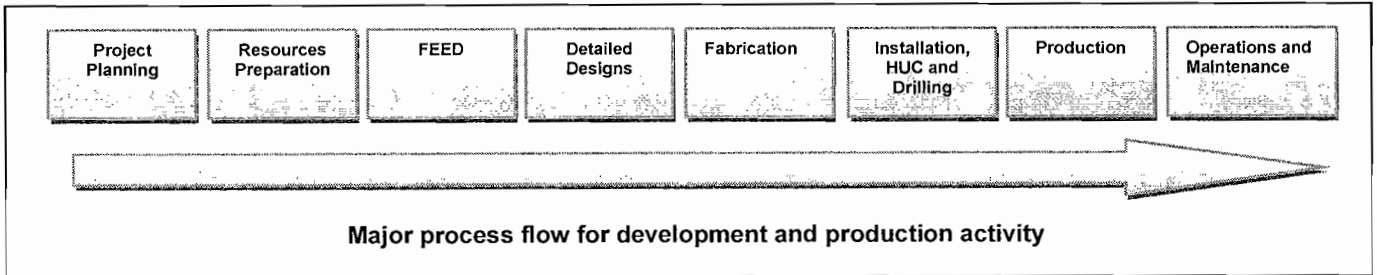 Project
Planning
Resources
Preparation
FEED
Detailed
Designs
Fabrication
Installation,
HUC and
Drilling
Production
Operations and
Maintenance
Major process flow for development and production activity